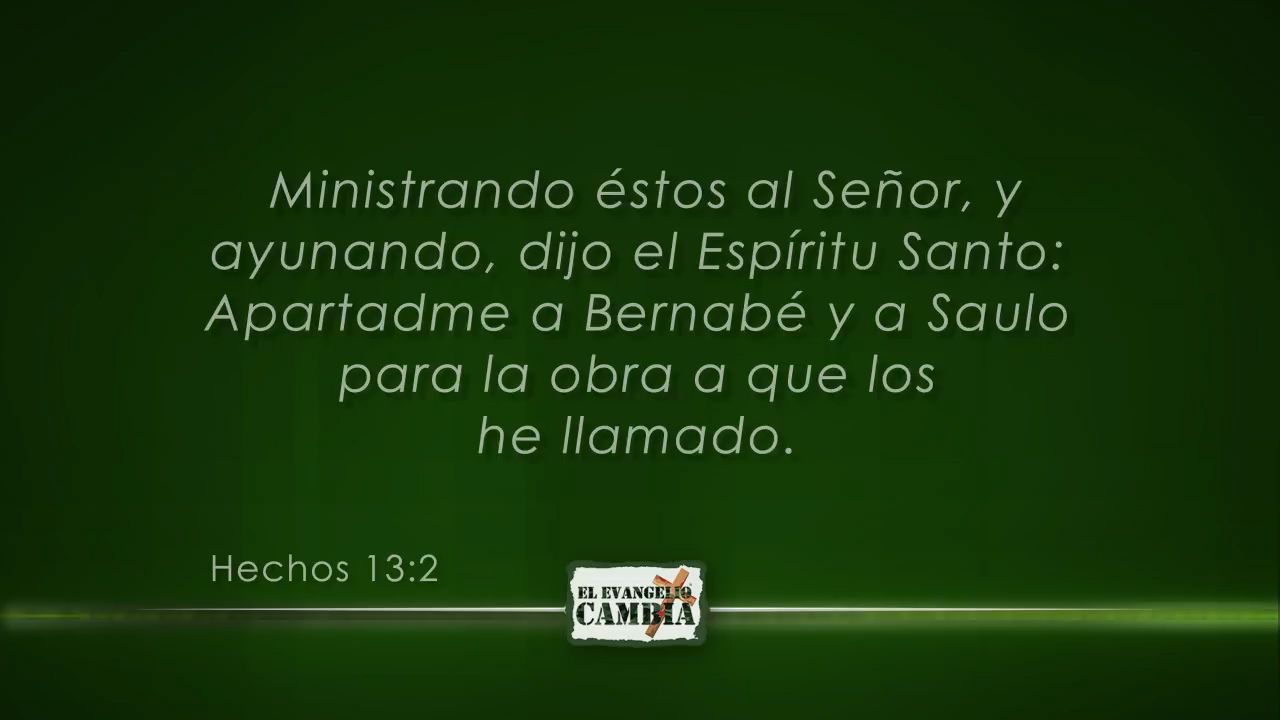 Ministrando éstos al Señor, y
ayunando, dijo el Espíritu Santo:
Apartadme a Bernabé y a Saulo
para la obra a que los
he llamado.
Hechos 13:2
EL EVANGELIO
CAMBIA